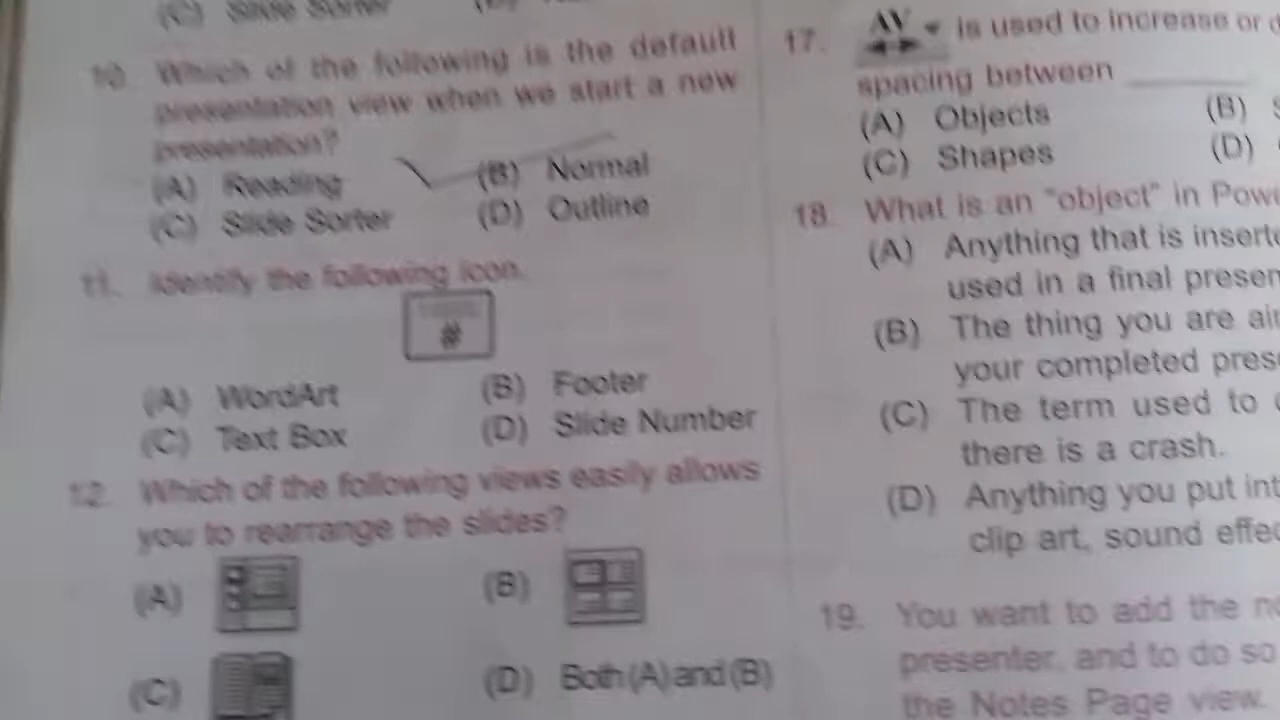 (C) Slide Sorter
10. Which of the following is the default
presentation view when we start a new
presentation?
(A) Reading (B) Normal
(C) Slide Sorter (D) Outline
11. Identify the following icon.
#
(A) WordArt (B) Footer
(C) Text Box (D) Slide Number
12. Which of the following views easily allows
you to rearrange the slides?
(A) (B)
(C) (D) Both (A) and (B)
17. AV is used to increase or
spacing between ________
(A) Objects (B)
(C) Shapes (D)
18. What is an "object" in
(A) Anything that is
used in a final
(B) The thing you are
your completed
(C) The term used to
there is a crash.
(D) Anything you put
clip art, sound
19. You want to add the
presenter, and to do so
the Notes Page view.